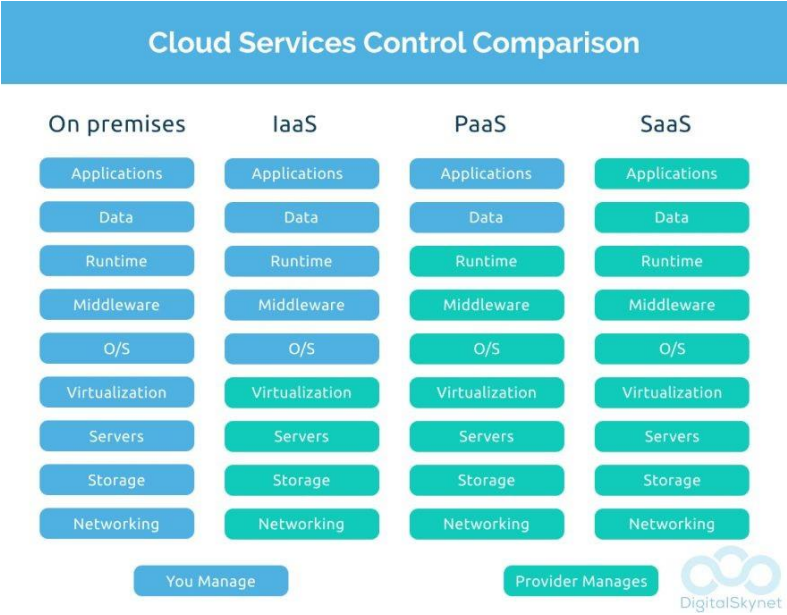 Cloud Services Control Comparison
On premises IaaS PaaS SaaS
Applications Applications Applications Applications
Data Data Data Data
Runtime Runtime Runtime Runtime
Middleware Middleware Middleware Middleware
O/S O/S O/S O/S
Virtualization Virtualization Virtualization Virtualization
Servers Servers Servers Servers
Storage Storage Storage Storage
Networking Networking Networking Networking
You Manage Provider Manages
DigitalSkynet